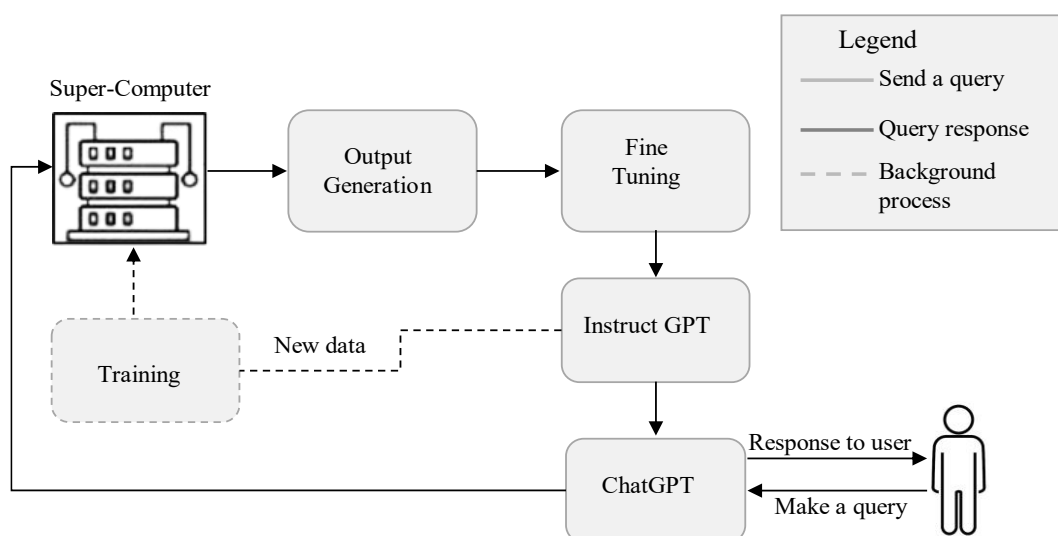 Legend
Send a query
Query response
Background
process
Super-Computer
Output
Generation
Fine
Tuning
Instruct GPT
New data
Training
Response to user
ChatGPT
Make a query